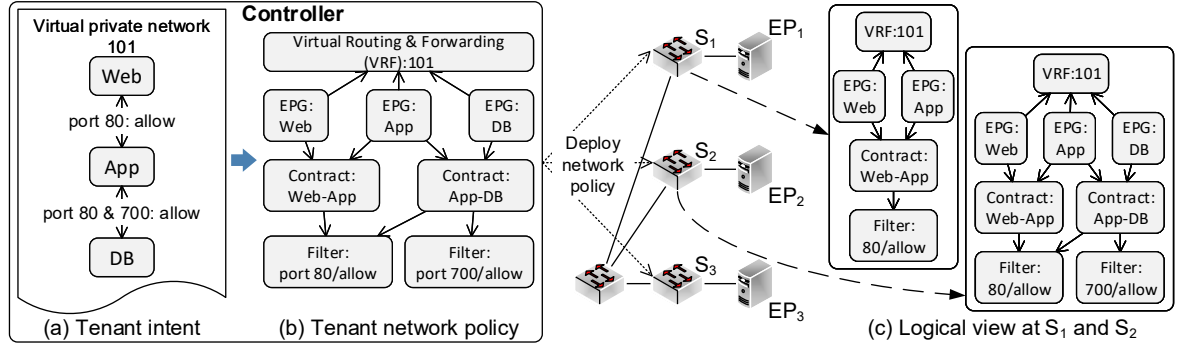 Controller
Virtual private network
101
Web
port 80: allow
App
port 80 & 700: allow
DB
(a) Tenant intent
Virtual Routing & Forwarding
(VRF):101
EPG:
Web
EPG:
App
EPG:
DB
Contract:
Web-App
Contract:
App-DB
Filter:
port 80/allow
Filter:
port 700/allow
(b) Tenant network policy
Deploy
network
policy
S1
EP1
S2
EP2
S3
EP3
VRF:101
EPG:
Web
EPG:
App
Contract:
Web-App
Filter:
80/allow
VRF:101
EPG:
Web
EPG:
App
EPG:
DB
Contract:
Web-App
Contract:
App-DB
Filter:
80/allow
Filter:
700/allow
(c) Logical view at S1 and S2